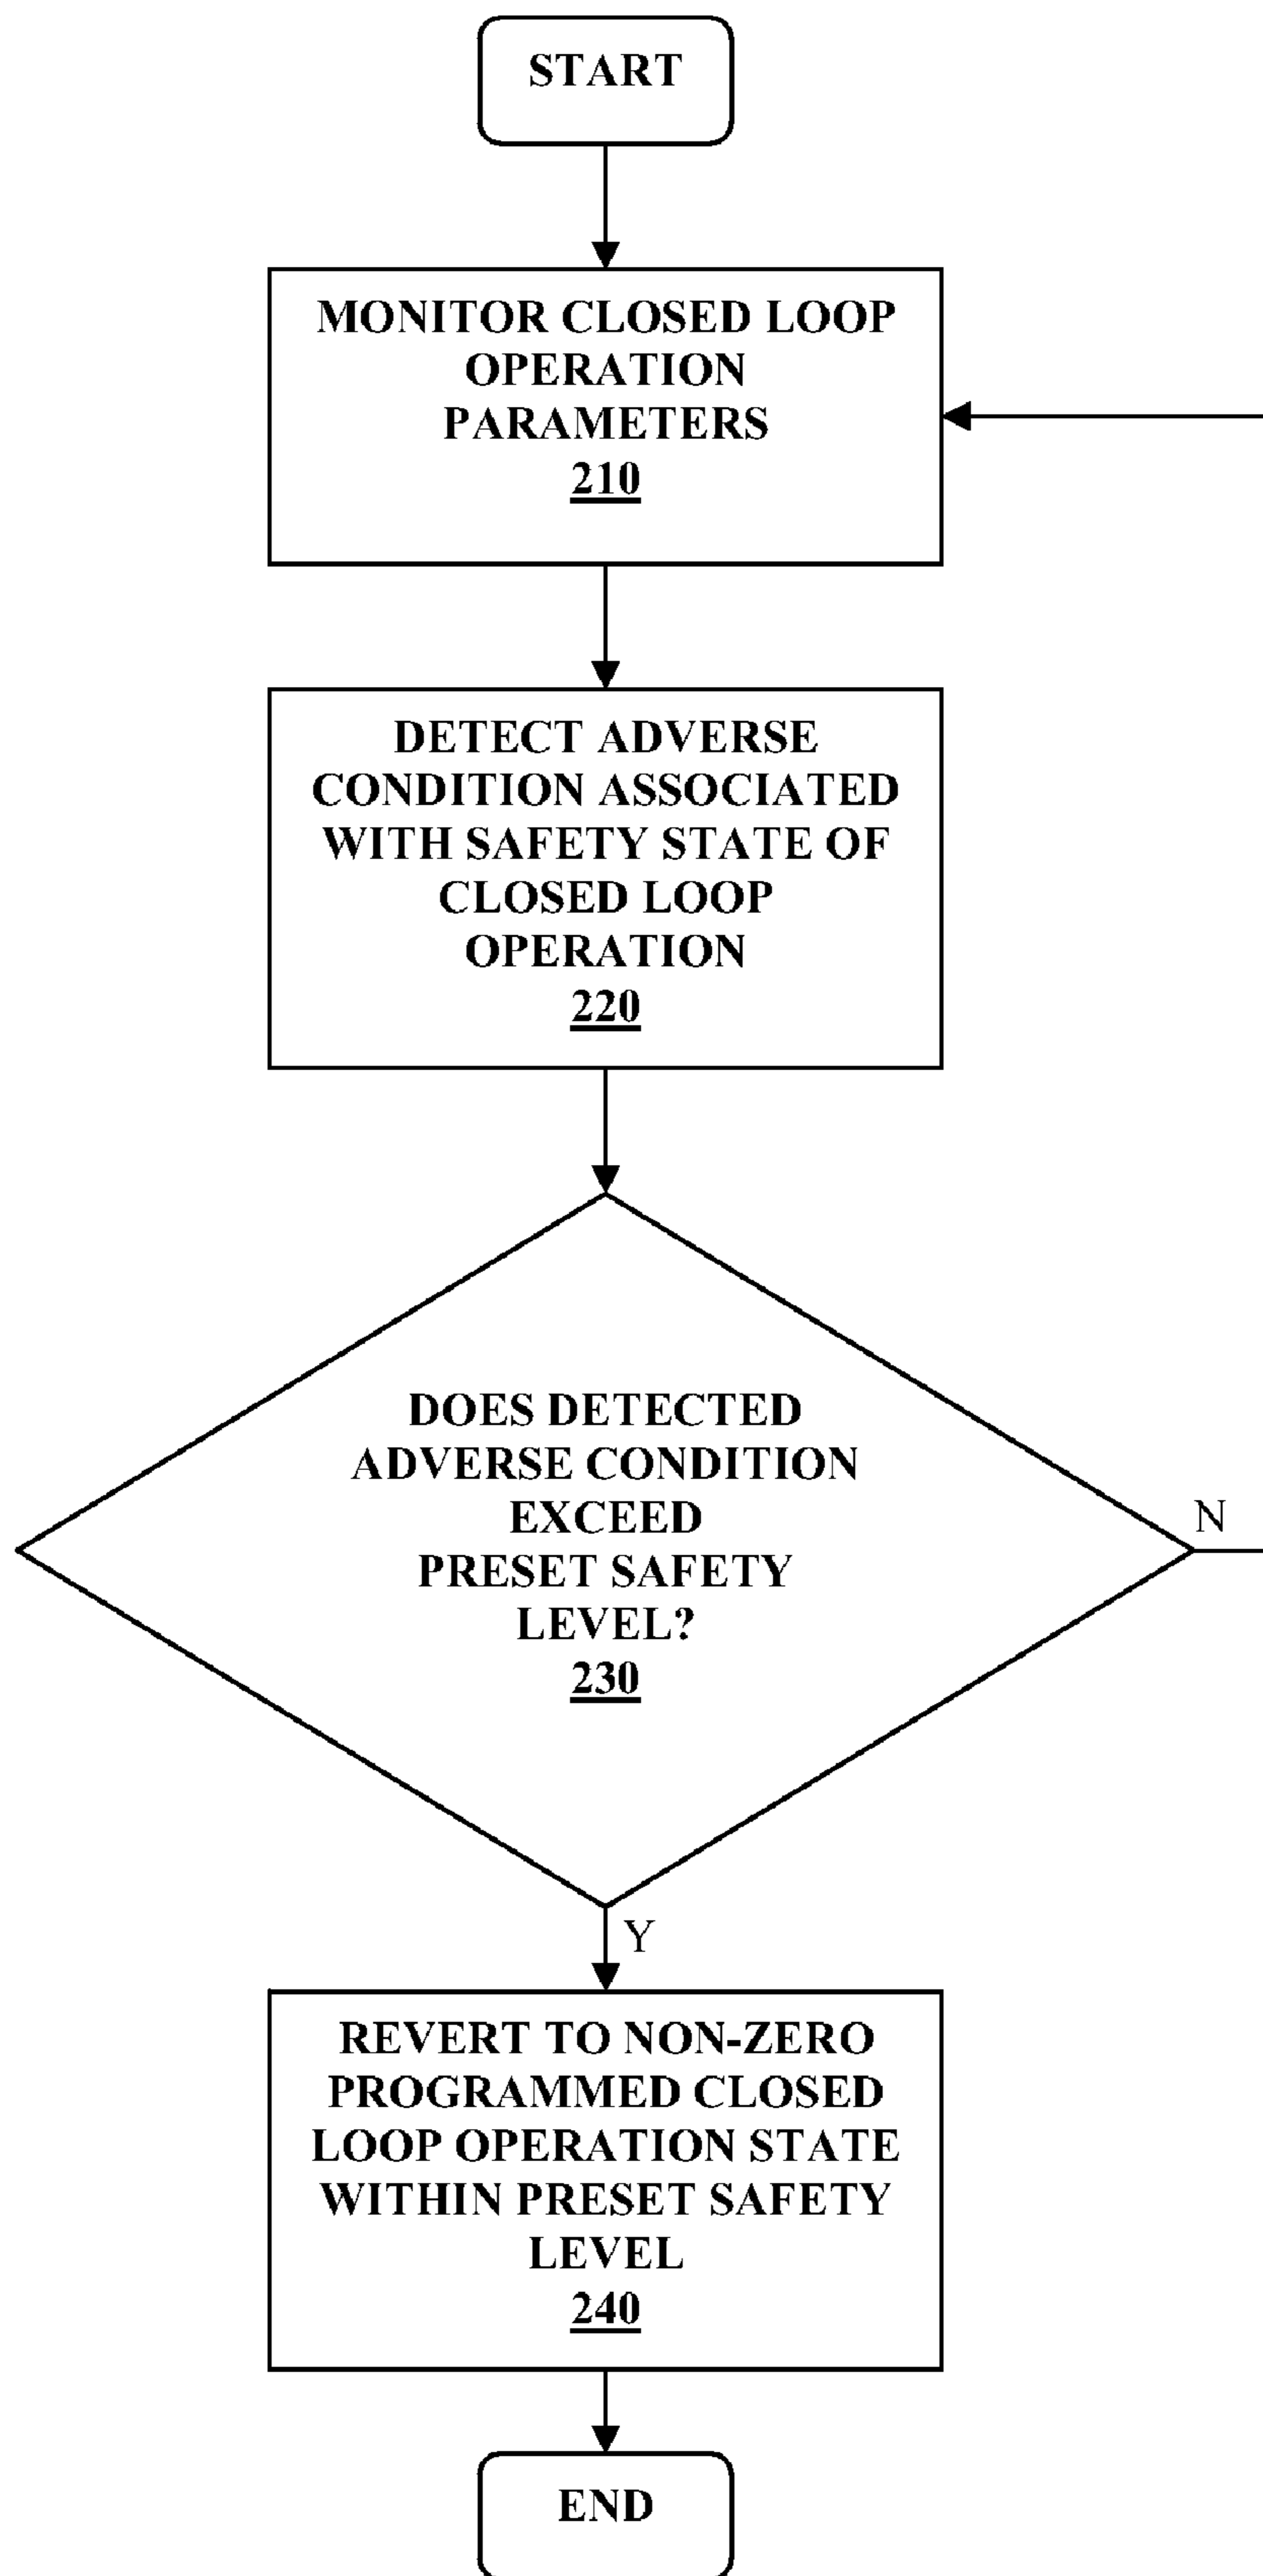 START
MONITOR CLOSED LOOP
OPERATION
PARAMETERS
210
DETECT ADVERSE
CONDITION ASSOCIATED
WITH SAFETY STATE OF
CLOSED LOOP
OPERATION
220
DOES DETECTED
ADVERSE CONDITION
EXCEED
PRESET SAFETY
LEVEL?
230
N
Y
REVERT TO NON-ZERO
PROGRAMMED CLOSED
LOOP OPERATION STATE
WITHIN PRESET SAFETY
LEVEL
240
END